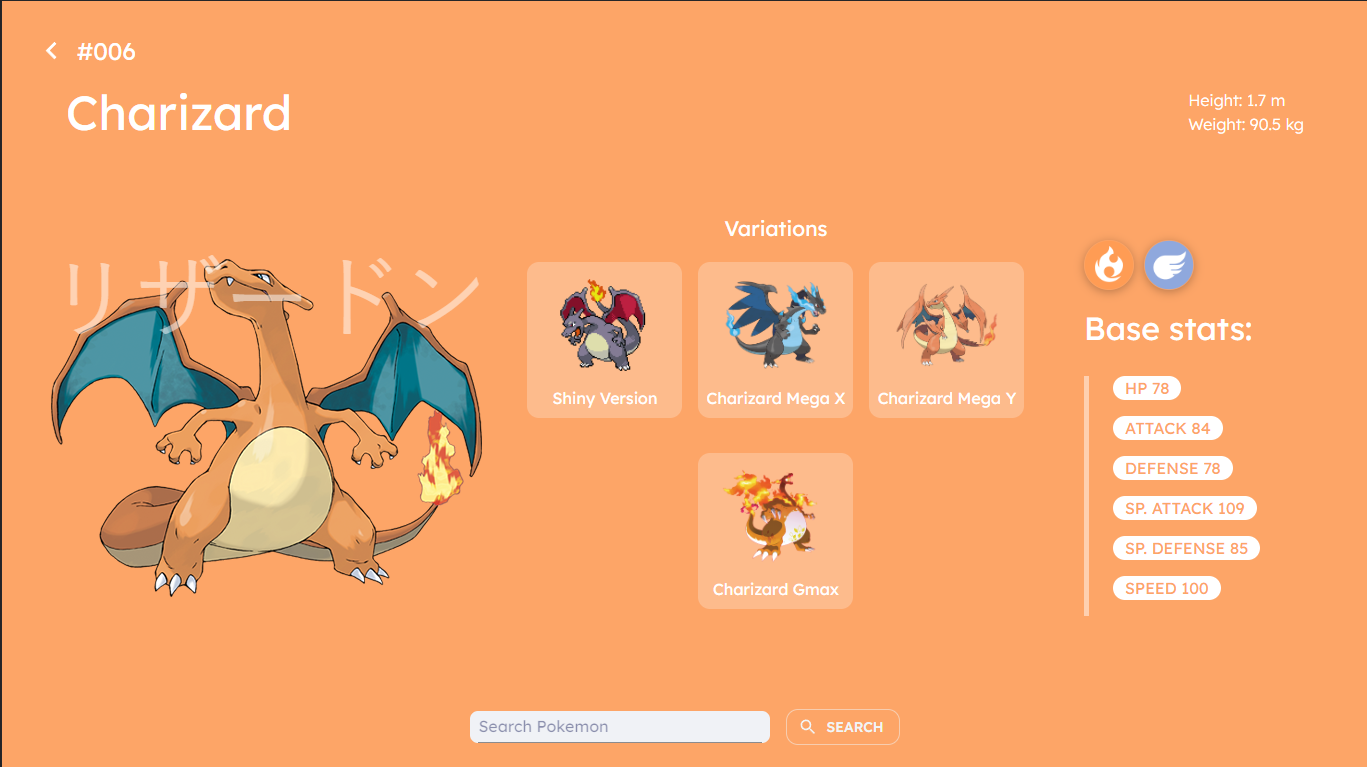 #006
Charizard
Height: 1.7 m
Weight: 90.5 kg
リザードン
Variations
Shiny Version
Charizard Mega X
Charizard Mega Y
Charizard Gmax
Base stats:
HP 78
ATTACK 84
DEFENSE 78
SP. ATTACK 109
SP. DEFENSE 85
SPEED 100
Search Pokemon
SEARCH